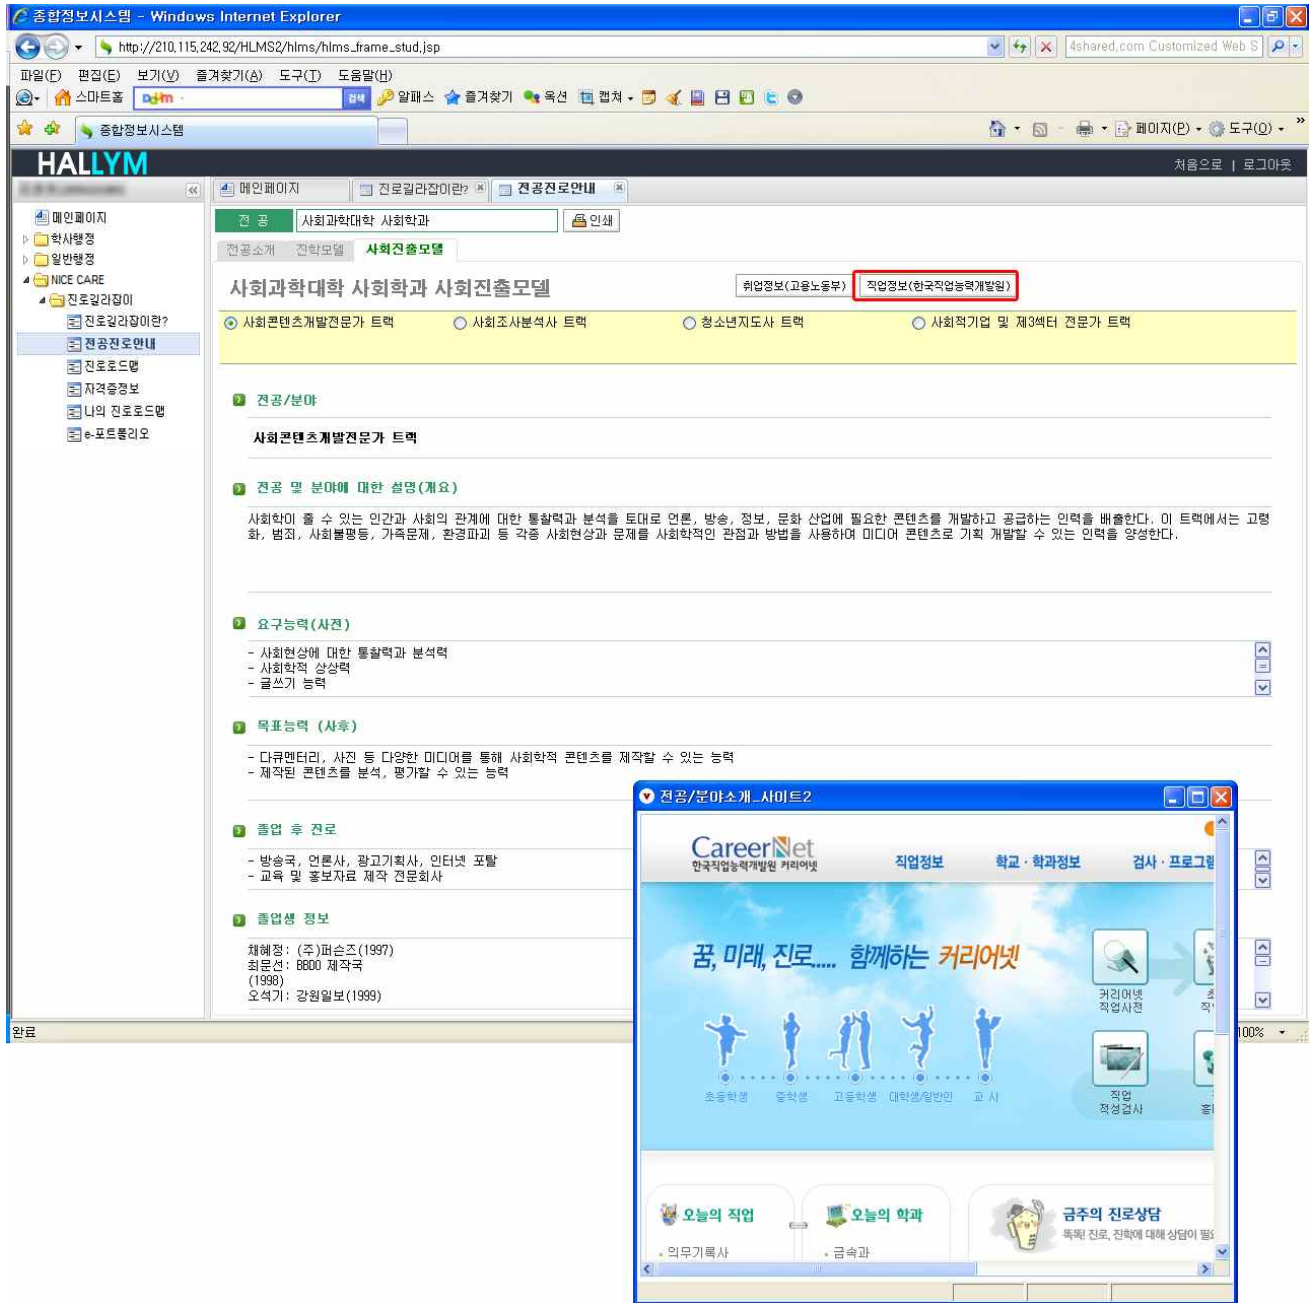 종합정보시스템 - Windows Internet Explorer
http://210.115.242.92/HLMS2/hlms/hlms_frame_stud.jsp
4shared.com Customized Web S
파일(F) 편집(E) 보기(V) 즐겨찾기(A) 도구(T) 도움말(H)
스마트홈 Daum 검색 알패스 즐겨찾기 옥션 캡쳐
종합정보시스템
페이지(P) 도구(O) »
HALLYM
처음으로 | 로그아웃
메인페이지 진로길라잡이란? 전공진로안내
메인페이지
학사행정
일반행정
NICE CARE
진로길라잡이
진로길라잡이란?
전공진로안내
진로로드맵
자격증정보
나의 진로로드맵
e-포트폴리오
전 공 사회과학대학 사회학과 인쇄
전공소개 진학모델 사회진출모델
사회과학대학 사회학과 사회진출모델
취업정보(고용노동부) 직업정보(한국직업능력개발원)
사회콘텐츠개발전문가 트랙 사회조사분석사 트랙 청소년지도사 트랙 사회적기업 및 제3섹터 전문가 트랙
전공/분야
사회콘텐츠개발전문가 트랙
전공 및 분야에 대한 설명(개요)
사회학이 줄 수 있는 인간과 사회의 관계에 대한 통찰력과 분석을 토대로 언론, 방송, 정보, 문화 산업에 필요한 콘텐츠를 개발하고 공급하는 인력을 배출한다. 이 트랙에서는 고령
화, 범죄, 사회불평등, 가족문제, 환경파괴 등 각종 사회현상과 문제를 사회학적인 관점과 방법을 사용하여 미디어 콘텐츠로 기획 개발할 수 있는 인력을 양성한다.
요구능력(사전)
- 사회현상에 대한 통찰력과 분석력
- 사회학적 상상력
- 글쓰기 능력
목표능력 (사후)
- 다큐멘터리, 사진 등 다양한 미디어를 통해 사회학적 콘텐츠를 제작할 수 있는 능력
- 제작된 콘텐츠를 분석, 평가할 수 있는 능력
졸업 후 진로
- 방송국, 언론사, 광고기획사, 인터넷 포탈
- 교육 및 홍보자료 제작 전문회사
졸업생 정보
채혜정: (주)퍼슨즈(1997)
최문선: BBDO 제작국
(1998)
오석기: 강원일보(1999)
완료
100%
전공/분야소개_사이트2
CareerNet
한국직업능력개발원 커리어넷
직업정보 학교·학과정보 검사·프로그램
꿈, 미래, 진로..... 함께하는 커리어넷
커리어넷
직업사전
초등학생 중학생 고등학생 대학생/일반인 교 사
직업
적성검사
오늘의 직업 오늘의 학과 금주의 진로상담
똑똑! 진로, 진학에 대해 상담이 필요
· 의무기록사 · 금속과